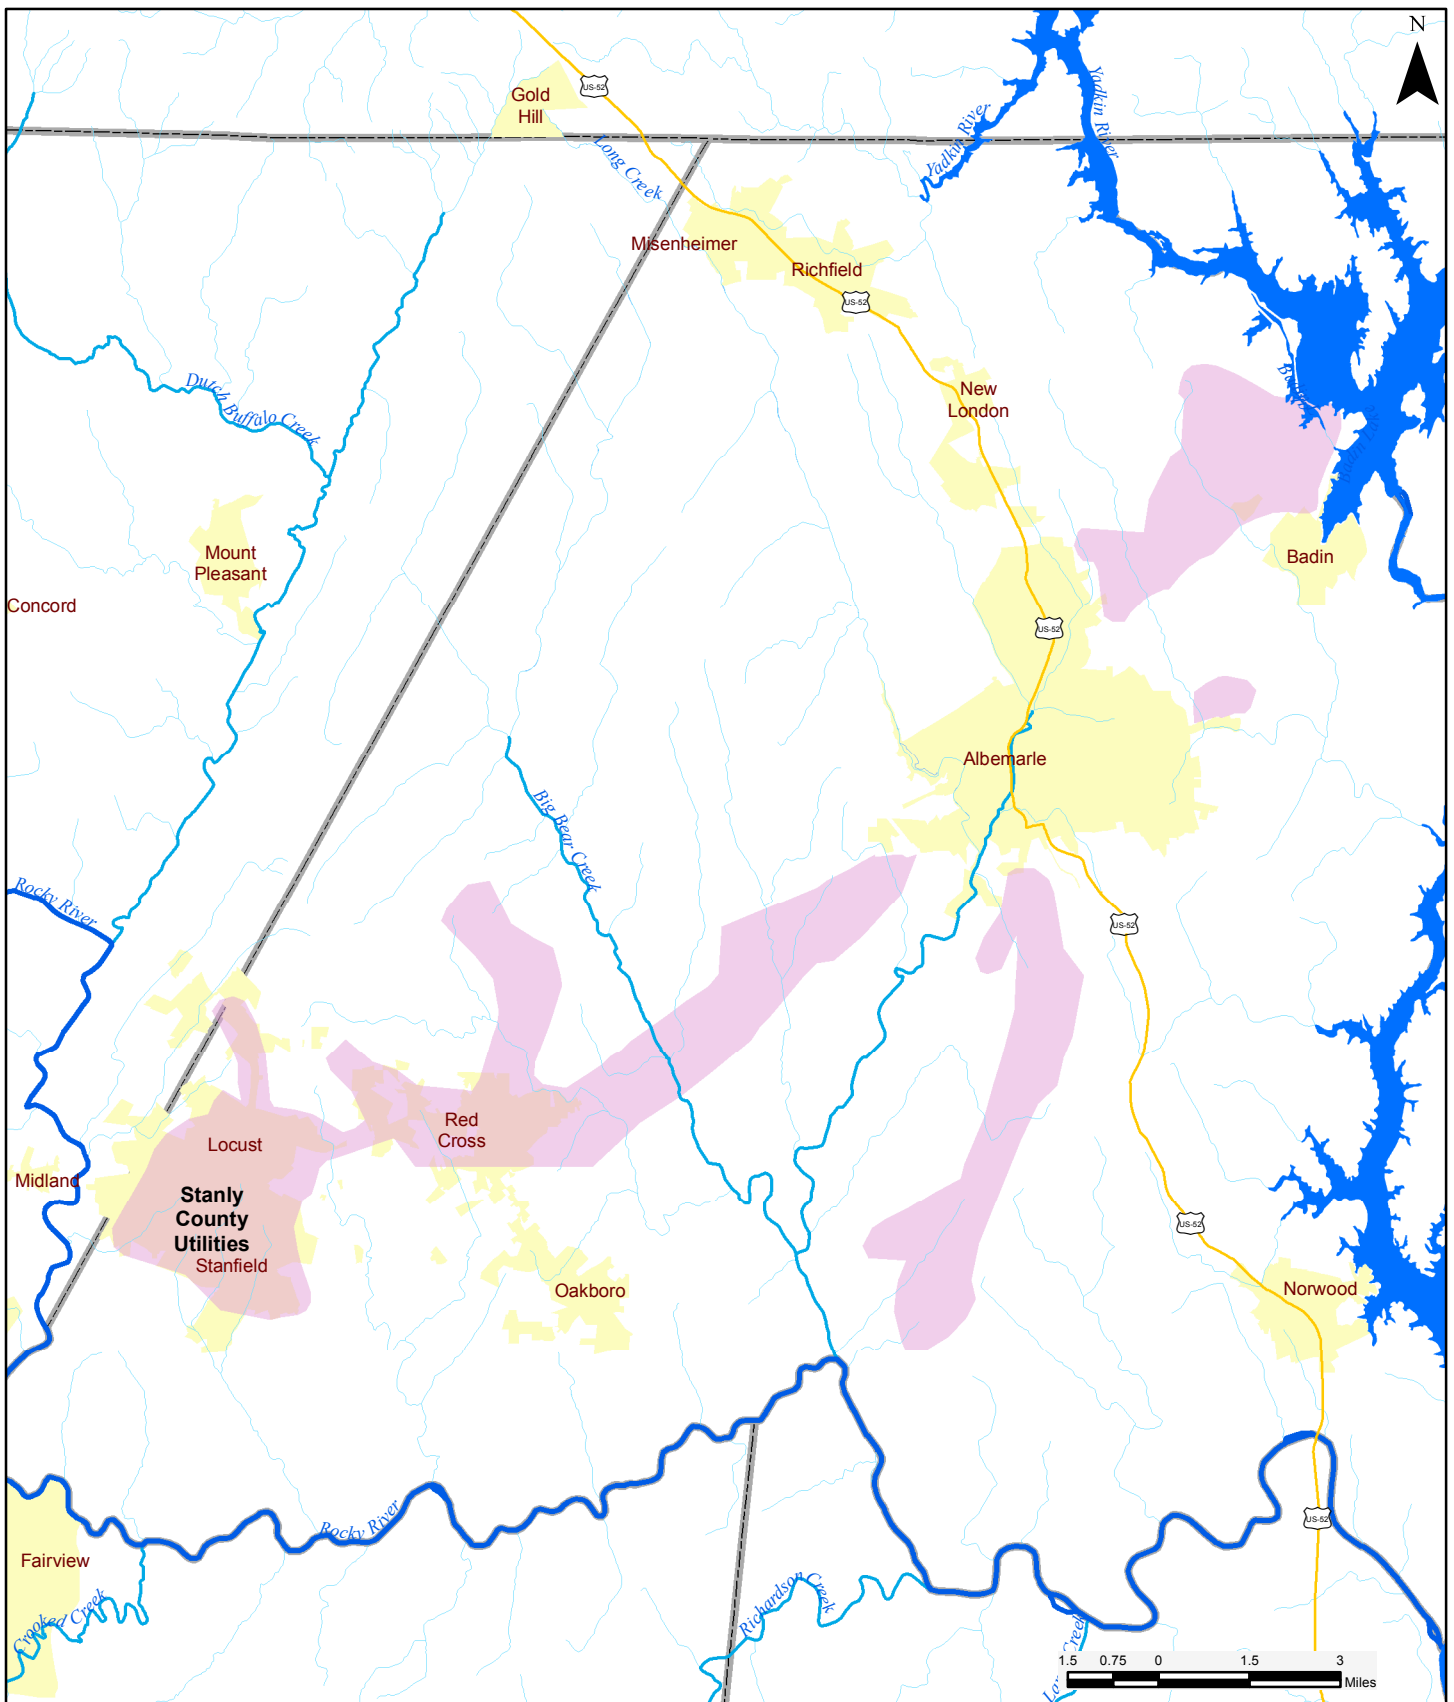 N
US-52
Gold
Hill
Long Creek
Yadkin River
Yadkin River
Misenheimer
Richfield
US-52
New
London
Dutch Buffalo Creek
Mount
Pleasant
Badin
Concord
US-52
Albemarle
Big Bear Creek
Rocky River
US-52
Red
Cross
Locust
Midland
Stanly
County
Utilities
Stanfield
US-52
Oakboro
Norwood
Rocky River
US-52
Fairview
Crooked Creek
Richardson Creek
Creek
1.5 0.75 0 1.5 3
Miles